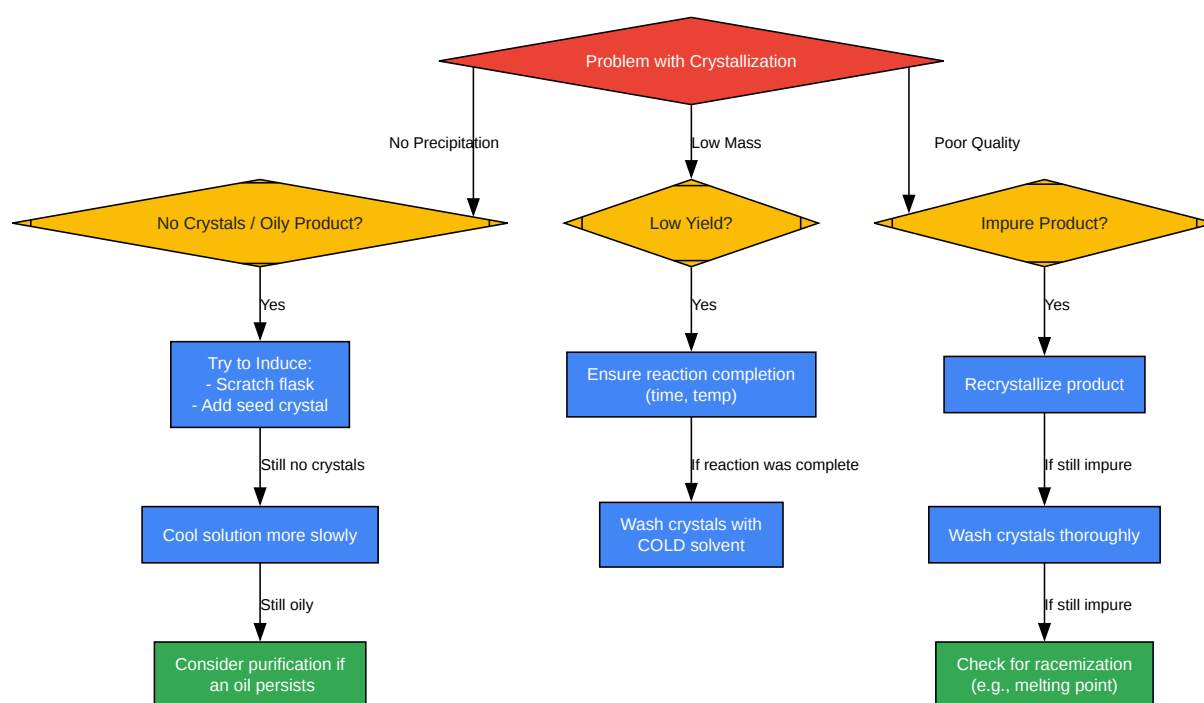 Problem with Crystallization
No Precipitation
Low Mass
Poor Quality
No Crystals / Oily Product?
Low Yield?
Impure Product?
Yes
Yes
Yes
Try to Induce:
- Scratch flask
- Add seed crystal
Ensure reaction completion
(time, temp)
Recrystallize product
Still no crystals
If reaction was complete
If still impure
Cool solution more slowly
Wash crystals with
COLD solvent
Wash crystals thoroughly
Still oily
If still impure
Consider purification if
an oil persists
Check for racemization
(e.g., melting point)